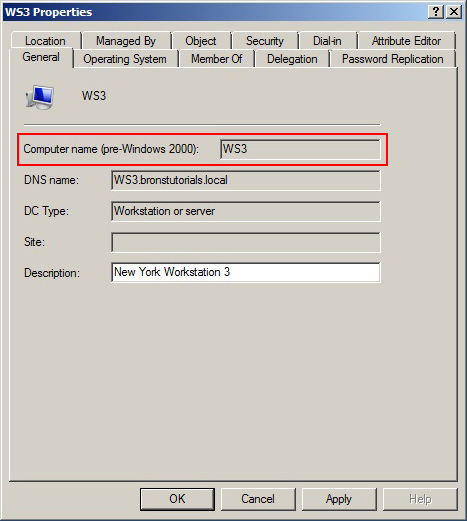 WS3 Properties
Location Managed By Object Security Dial-in Attribute Editor
General Operating System Member Of Delegation Password Replication
WS3
Computer name (pre-Windows 2000): WS3
DNS name: WS3.bronstutorials.local
DC Type: Workstation or server
Site:
Description: New York Workstation 3
OK Cancel Apply Help